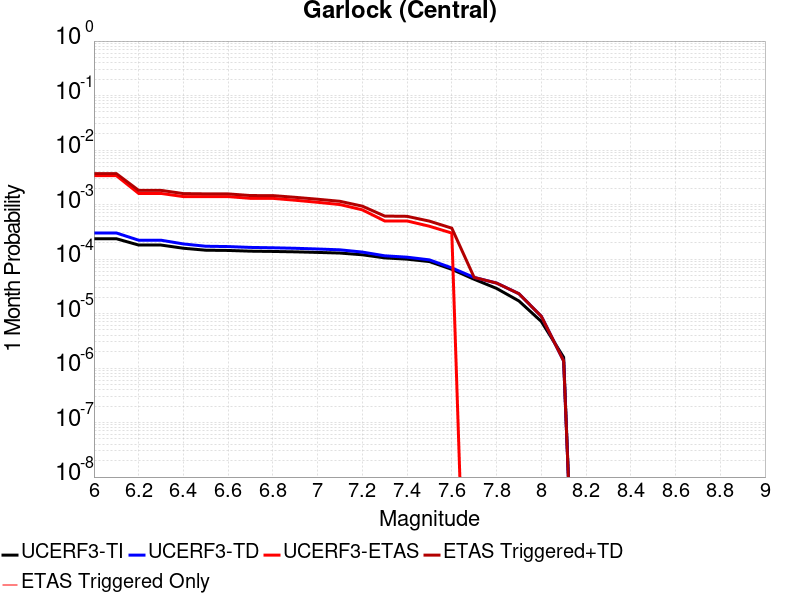 Garlock (Central)
1 Month Probability
10^0
10^-1
10^-2
10^-3
10^-4
10^-5
10^-6
10^-7
10^-8
6 6.2 6.4 6.6 6.8 7 7.2 7.4 7.6 7.8 8 8.2 8.4 8.6 8.8 9
Magnitude
UCERF3-TI UCERF3-TD UCERF3-ETAS ETAS Triggered+TD
ETAS Triggered Only